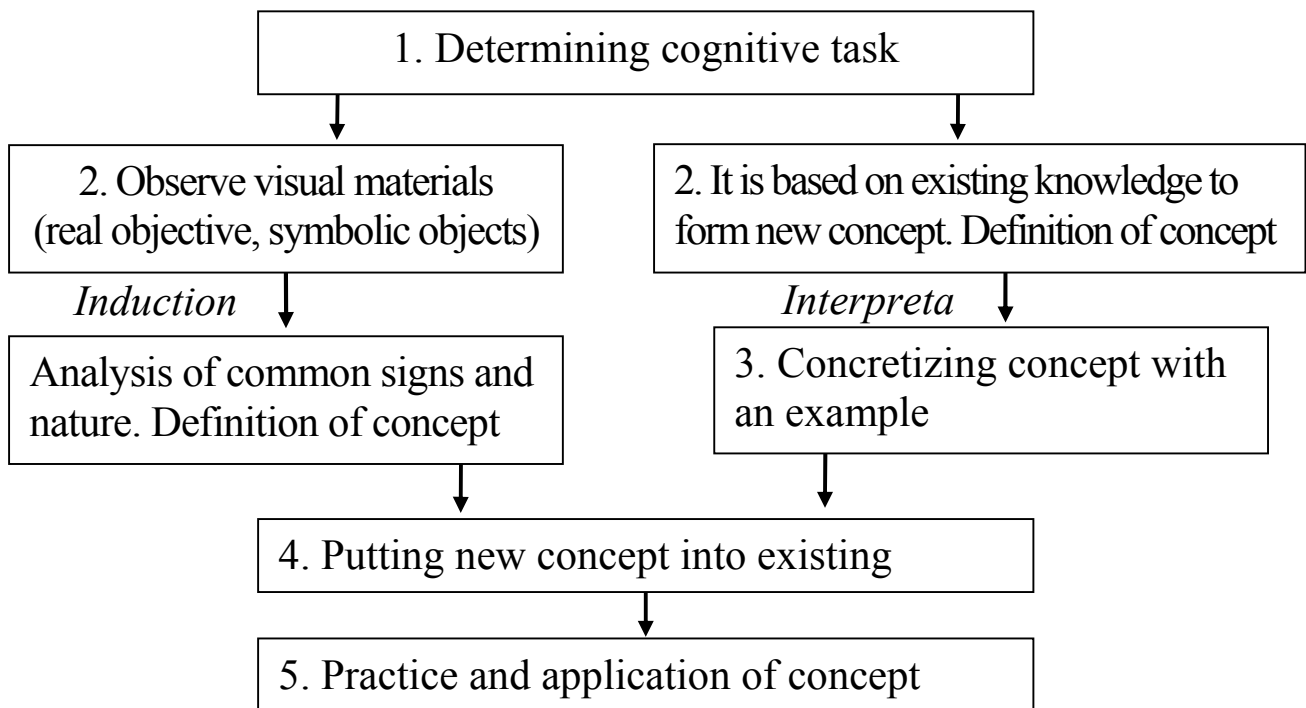 1. Determining cognitive task
2. Observe visual materials
(real objective, symbolic objects)
2. It is based on existing knowledge to
form new concept. Definition of concept
Induction
Interpreta
Analysis of common signs and
nature. Definition of concept
3. Concretizing concept with
an example
4. Putting new concept into existing
5. Practice and application of concept